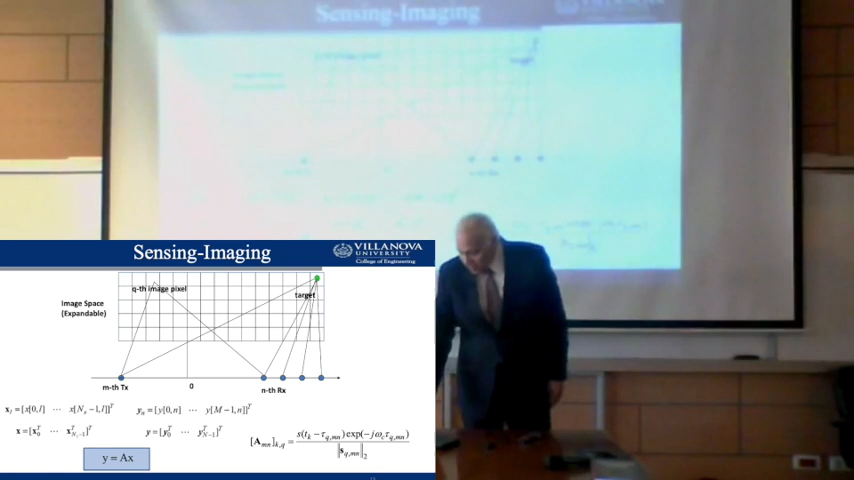 Sensing-Imaging
Sensing-Imaging
VILLANOVA
UNIVERSITY
College of Engineering
q-th image pixel
target
Image Space
(Expandable)
m-th Tx
0
n-th Rx
x_l = [x[0,l] ⋯ x[N_x −1,l]]^T
y_n = [y[0,n] ⋯ y[M−1,n]]^T
x = [x_0^T ⋯ x_{N_y−1}^T]^T
y = [y_0^T ⋯ y_{N−1}^T]^T
[A_mn]_{k,q} = s(t_k − τ_{q,mn}) exp(−jω_c τ_{q,mn}) / ||s_{q,mn}||_2
y = Ax